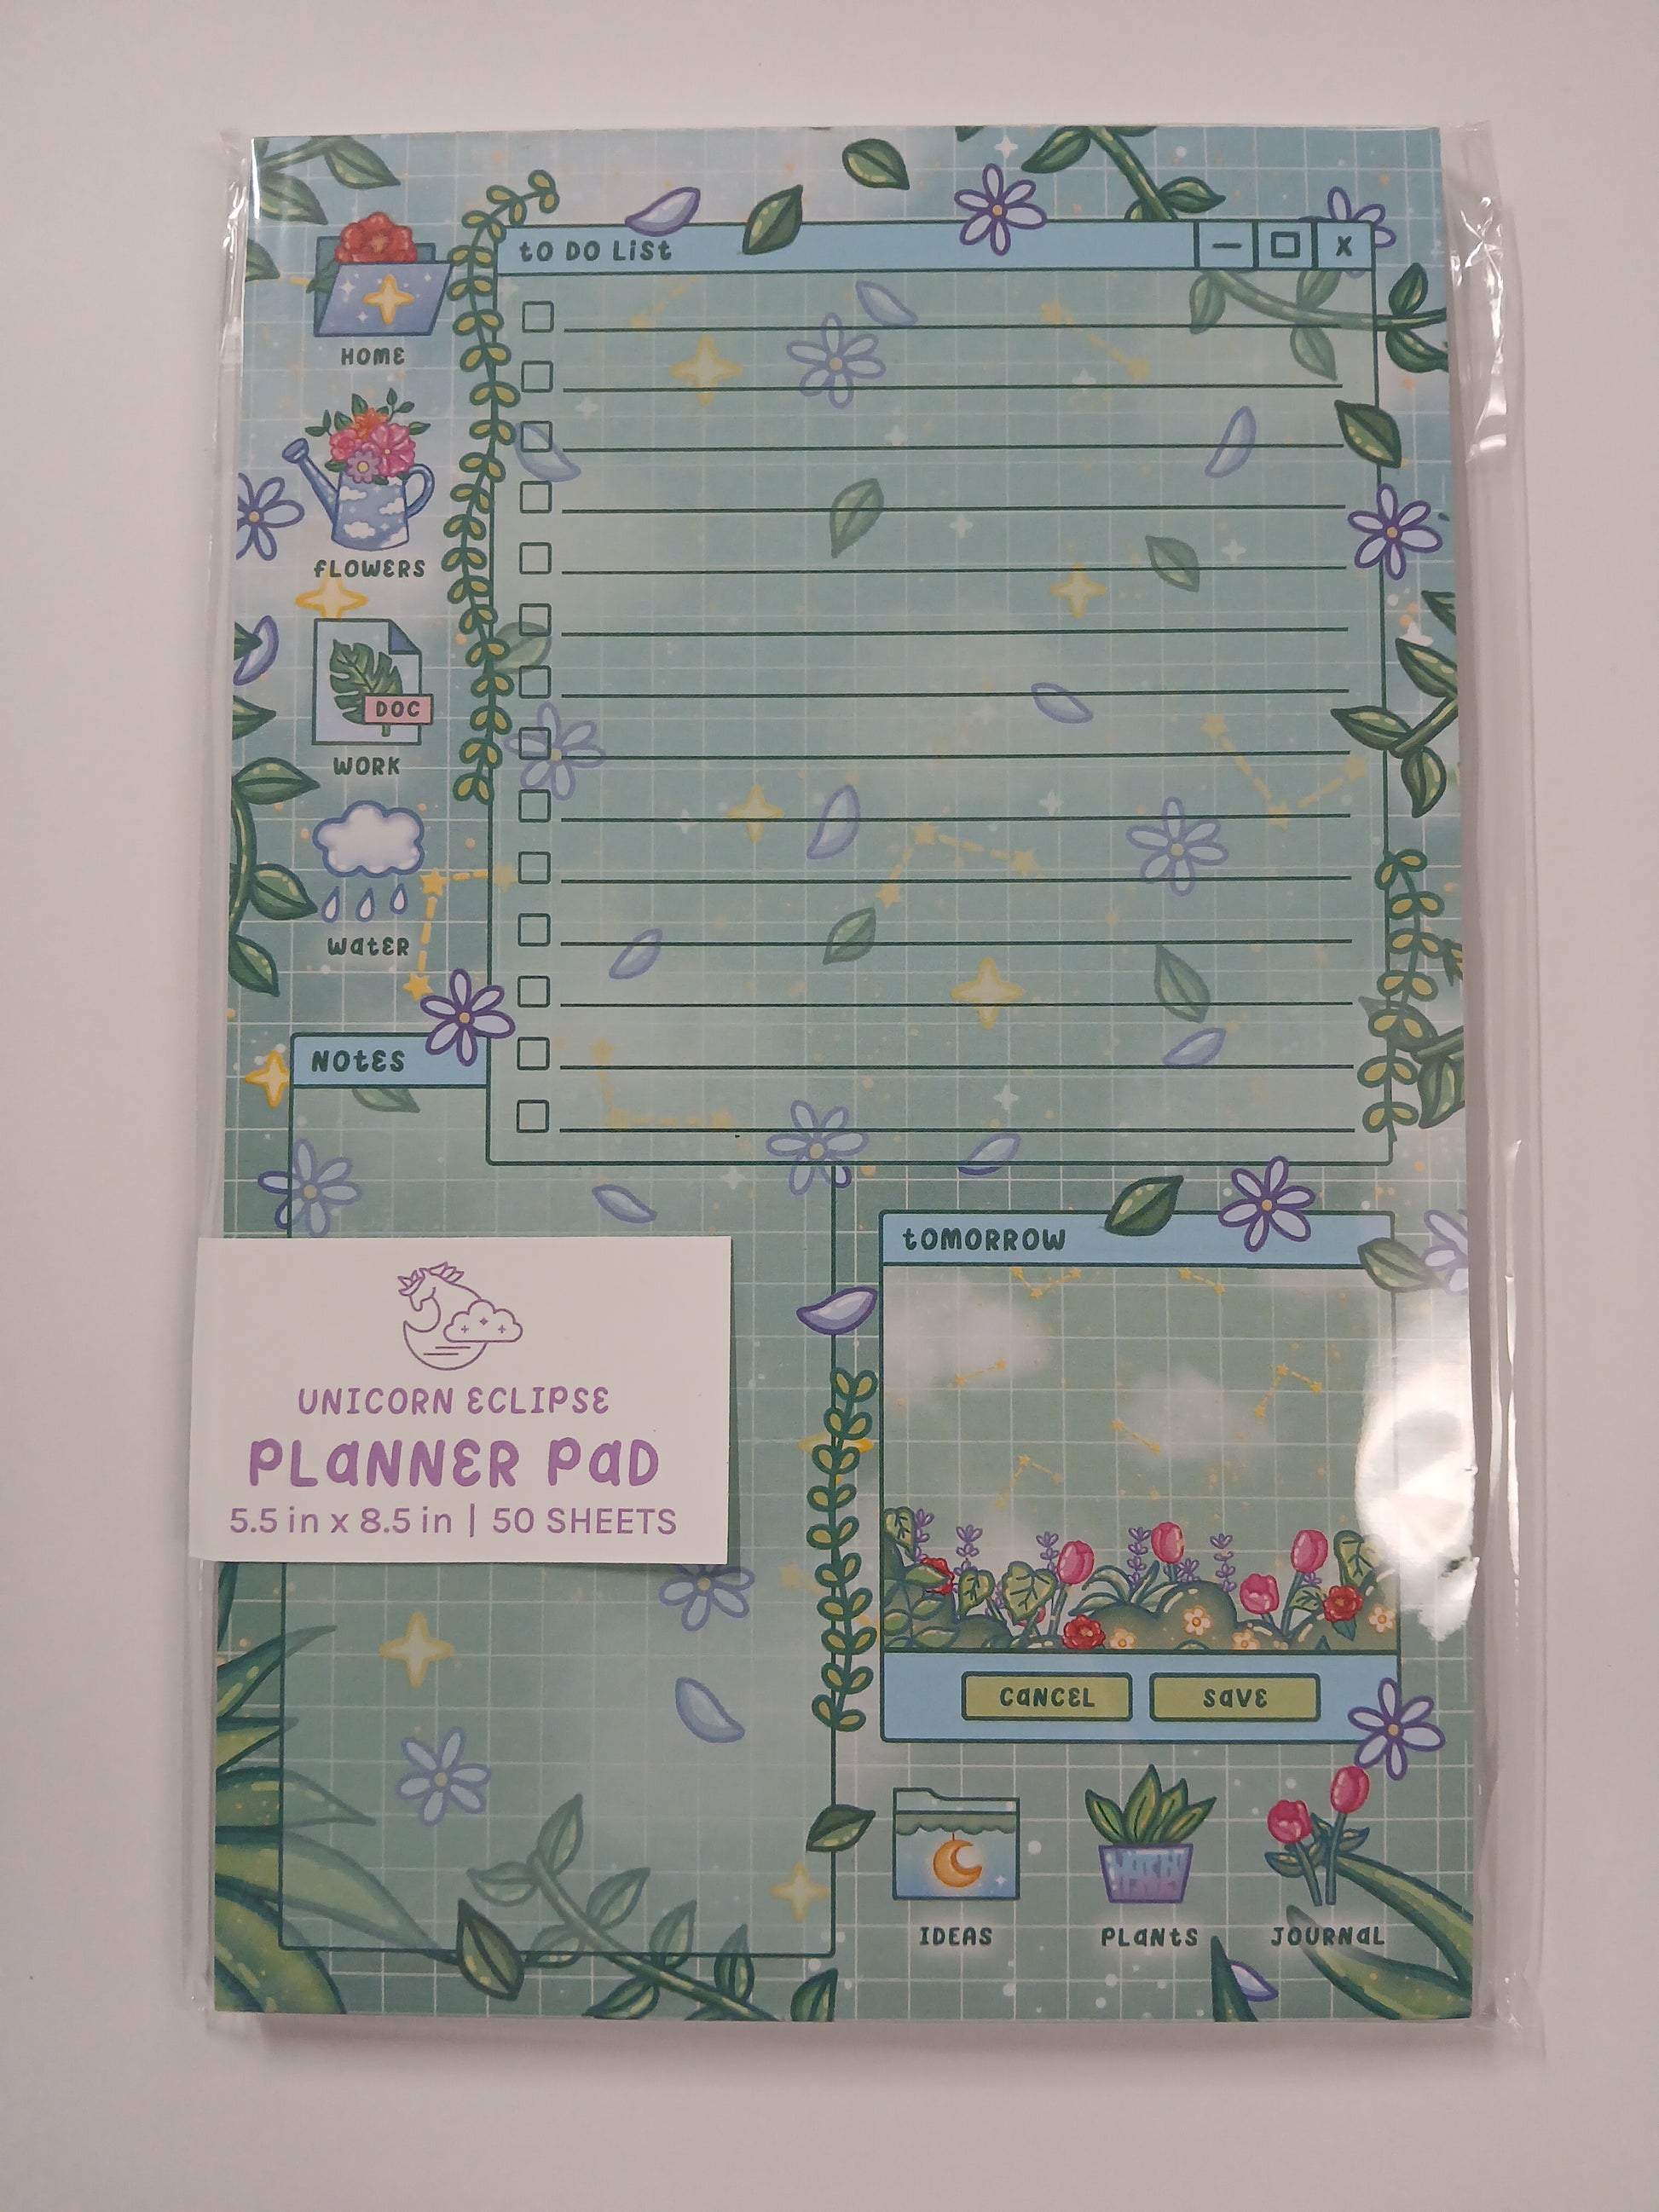 to DO LiSt
— □ x
HOME
fLOWERS
DOC
WORK
WatER
NOtES
tOMORROW
UNICORN ECLIPSE
PLaNNER PaD
5.5 in x 8.5 in | 50 SHEETS
CaNCEL
SaVE
IDEAS
PLaNtS
JOURNaL